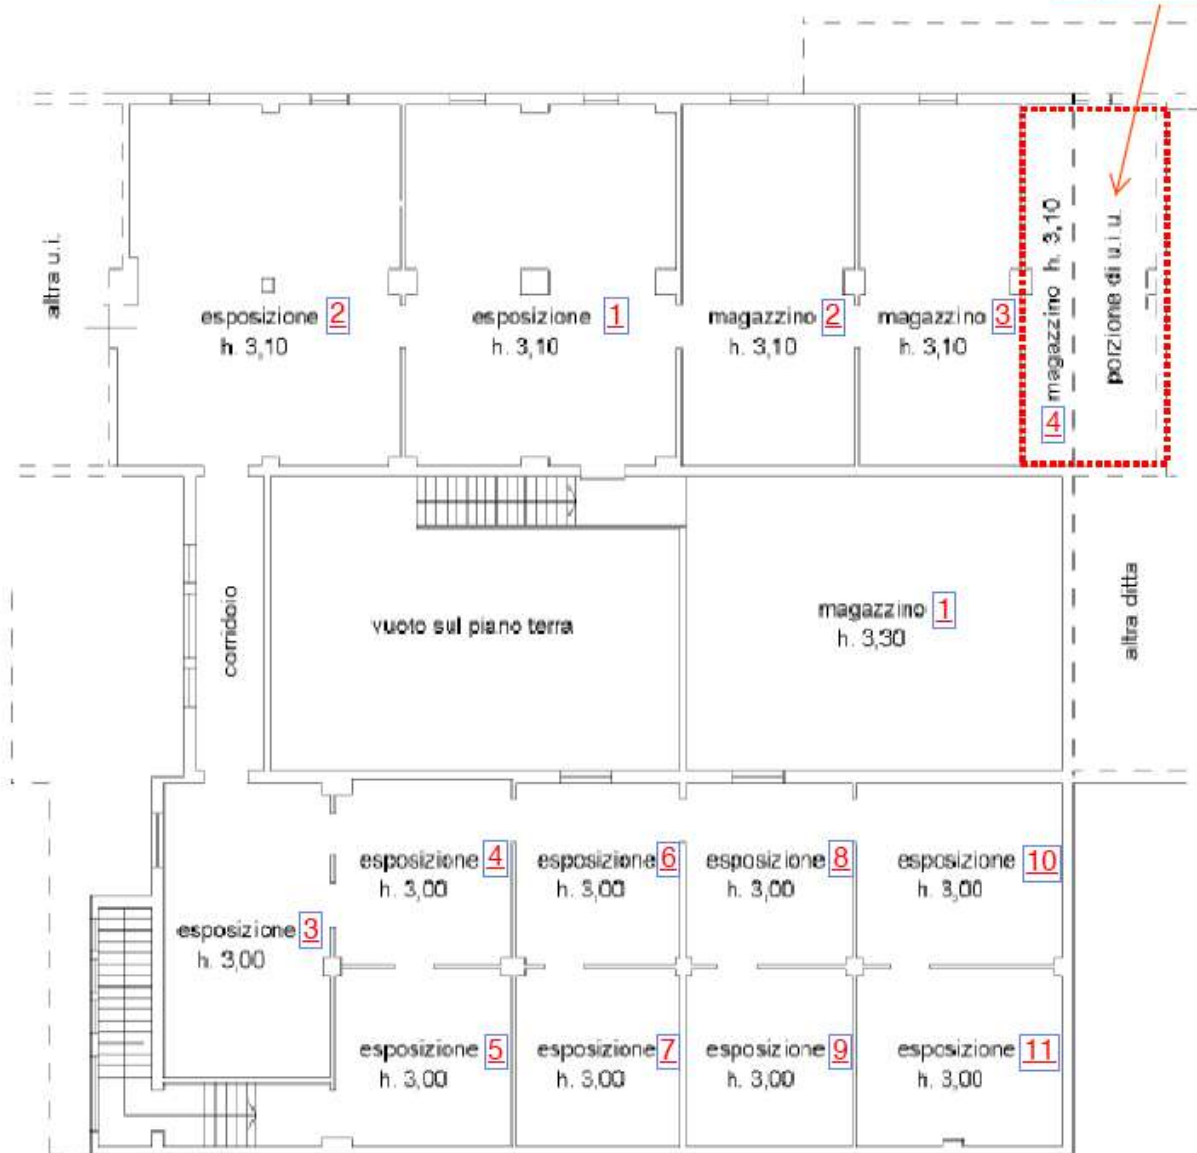 altra u.i.
esposizione 2
h. 3,10
esposizione 1
h. 3,10
magazzino 2
h. 3,10
magazzino 3
h. 3,10
4 magazzino h. 3,10
porzione di u.i.u.
corridoio
vuoto sul piano terra
magazzino 1
h. 3,30
altra ditta
esposizione 3
h. 3,00
esposizione 4
h. 3,00
esposizione 6
h. 3,00
esposizione 8
h. 3,00
esposizione 10
h. 3,00
esposizione 5
h. 3,00
esposizione 7
h. 3,00
esposizione 9
h. 3,00
esposizione 11
h. 3,00